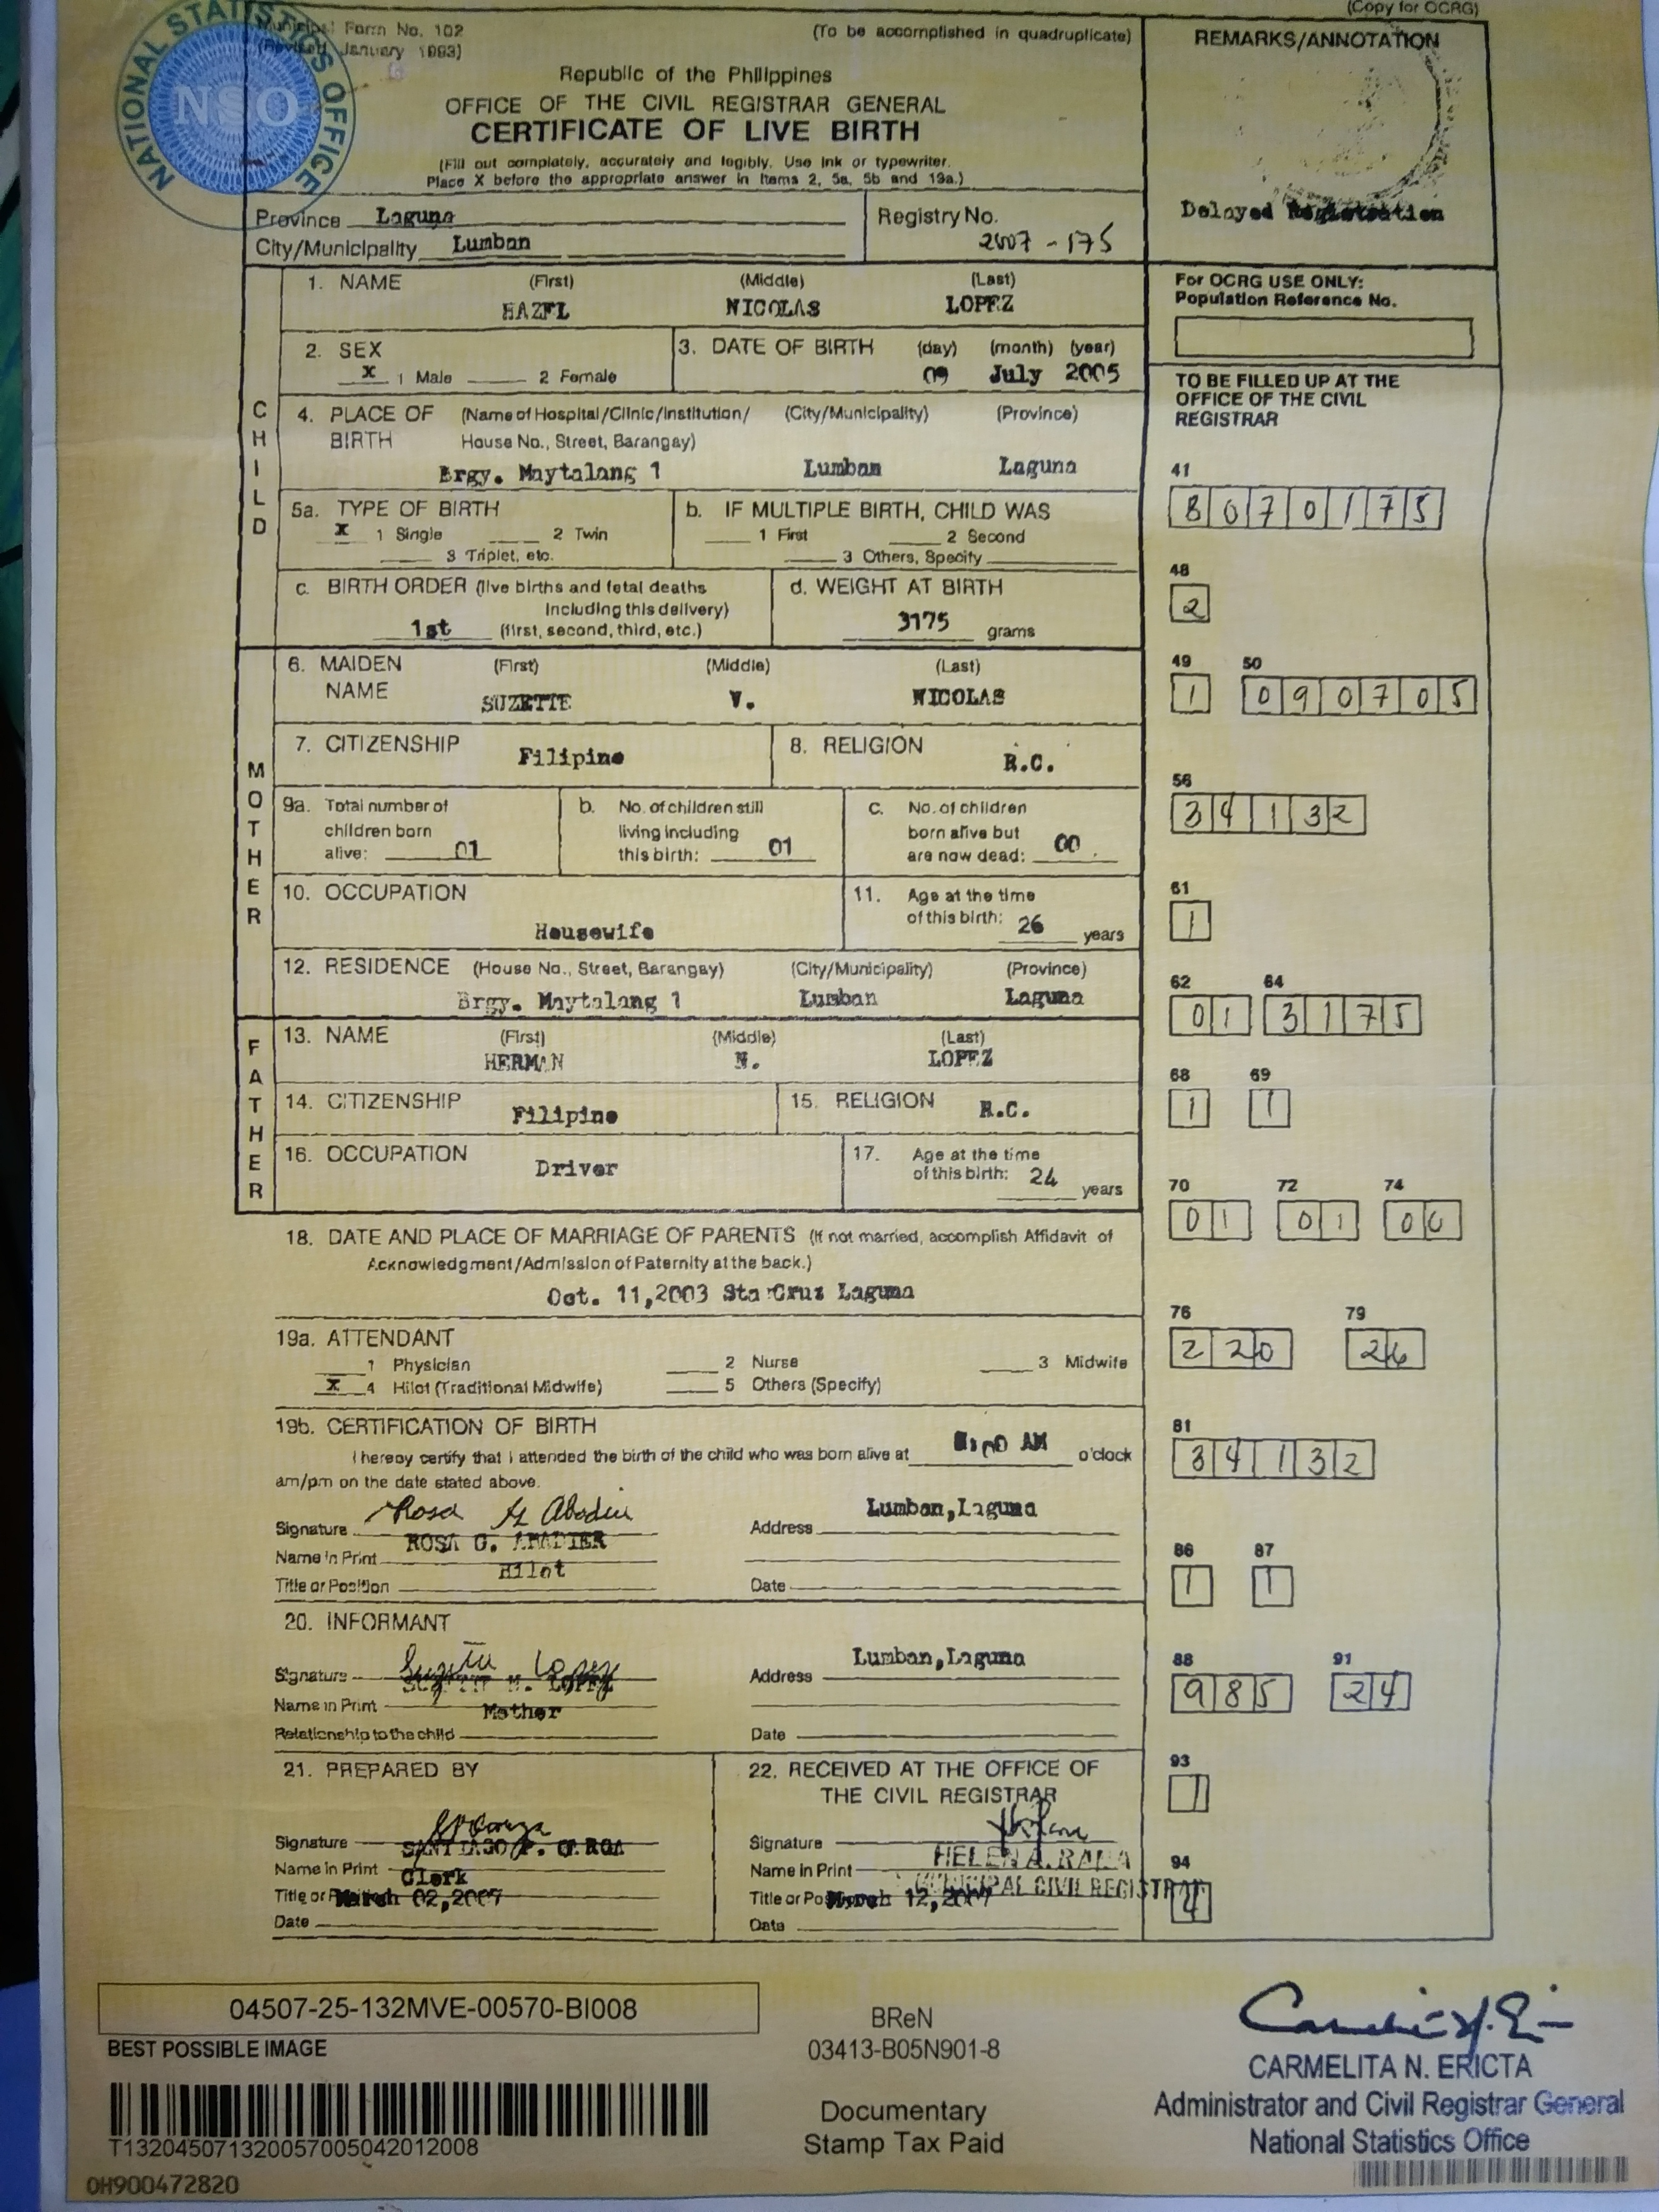 (Copy for OCRG)
NATIONAL STATISTICS OFFICE
NSO
Municipal Form No. 102
(Revised January 1993)
(To be accomplished in quadruplicate)
Republic of the Philippines
OFFICE OF THE CIVIL REGISTRAR GENERAL
CERTIFICATE OF LIVE BIRTH
(Fill out completely, accurately and legibly. Use ink or typewriter.
Place X before the appropriate answer in Items 2, 5a, 5b and 19a.)
REMARKS/ANNOTATION
Delayed Registration
Province Laguna
City/Municipality Lumban
Registry No.
2007 - 175
For OCRG USE ONLY:
Population Reference No.
TO BE FILLED UP AT THE
OFFICE OF THE CIVIL
REGISTRAR
CHILD
1. NAME (First) (Middle) (Last)
HAZEL NICOLAS LOPEZ
2. SEX
X 1 Male 2 Female
3. DATE OF BIRTH (day) (month) (year)
09 July 2005
4. PLACE OF BIRTH (Name of Hospital/Clinic/Institution/ (City/Municipality) (Province)
House No., Street, Barangay)
Brgy. Maytalang 1 Lumban Laguna
5a. TYPE OF BIRTH
X 1 Single 2 Twin
3 Triplet, etc.
b. IF MULTIPLE BIRTH, CHILD WAS
1 First 2 Second
3 Others, Specify
c. BIRTH ORDER (live births and fetal deaths
including this delivery)
1st (first, second, third, etc.)
d. WEIGHT AT BIRTH
3175 grams
MOTHER
6. MAIDEN NAME (First) (Middle) (Last)
SUZETTE V. NICOLAS
7. CITIZENSHIP Filipino
8. RELIGION R.C.
9a. Total number of
children born
alive: 01
b. No. of children still
living including
this birth: 01
c. No. of children
born alive but
are now dead: 00
10. OCCUPATION
Housewife
11. Age at the time
of this birth: 26 years
12. RESIDENCE (House No., Street, Barangay) (City/Municipality) (Province)
Brgy. Maytalang 1 Lumban Laguna
FATHER
13. NAME (First) (Middle) (Last)
HERMAN N. LOPEZ
14. CITIZENSHIP Filipino
15. RELIGION R.C.
16. OCCUPATION Driver
17. Age at the time
of this birth: 24 years
18. DATE AND PLACE OF MARRIAGE OF PARENTS (If not married, accomplish Affidavit of
Acknowledgment/Admission of Paternity at the back.)
Oct. 11,2003 Sta Cruz Laguna
19a. ATTENDANT
1 Physician 2 Nurse 3 Midwife
X 4 Hilot (Traditional Midwife) 5 Others (Specify)
19b. CERTIFICATION OF BIRTH
I hereby certify that I attended the birth of the child who was born alive at AM o'clock
am/pm on the date stated above.
Signature Rosa G Abadier
Name in Print ROSA G. ABADIER
Title or Position Hilot
Address Lumban,Laguna
Date
20. INFORMANT
Signature Suzette Lopez
Name in Print SUZETTE N. LOPEZ
Relationship to the child Mother
Address Lumban,Laguna
Date
21. PREPARED BY
Signature
Name in Print SANTIAGO P.
Title or Position Clerk
Date March 02,2007
22. RECEIVED AT THE OFFICE OF
THE CIVIL REGISTRAR
Signature
Name in Print HELEN A. RADA
Title or Position MUNICIPAL CIVIL REGISTRAR
Date March 12,2007
41
8 0 7 0 1 7 5
48
2
49 50
1 0 9 0 7 0 5
56
3 4 1 3 2
61
1
62 64
0 1 3 1 7 5
68 69
1 1
70 72 74
0 1 0 1 0 0
76 79
2 2 0 2 6
81
3 4 1 3 2
86 87
1 1
88 91
9 8 5 2 4
93
1
94
4
04507-25-132MVE-00570-BI008
BEST POSSIBLE IMAGE
T132045071320057005042012008
0H900472820
BReN
03413-B05N901-8
Documentary
Stamp Tax Paid
CARMELITA N. ERICTA
Administrator and Civil Registrar General
National Statistics Office